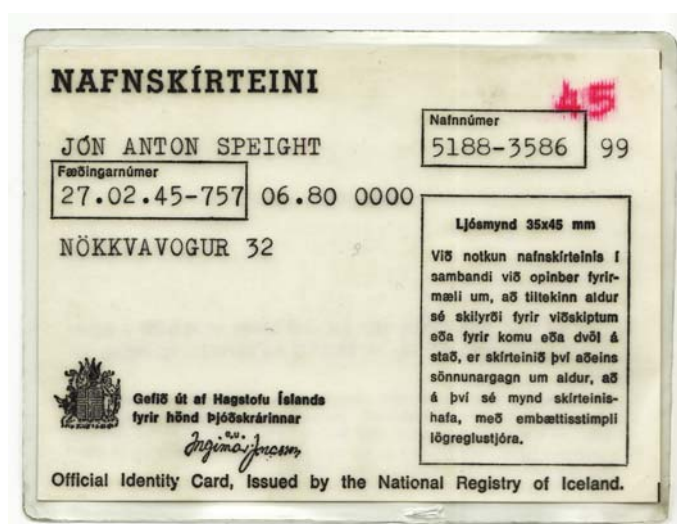 NAFNSKÍRTEINI
45
JÓN ANTON SPEIGHT
Nafnnúmer
5188-3586 99
Fæðingarnúmer
27.02.45-757 06.80 0000
NÖKKVAVOGUR 32
Ljósmynd 35x45 mm
Við notkun nafnskírteinis í
sambandi við opinber fyrir-
mæli um, að tiltekinn aldur
sé skilyrði fyrir viðskiptum
eða fyrir komu eða dvöl á
stað, er skírteinið því aðeins
sönnunargagn um aldur, að
á því sé mynd skírteinis-
hafa, með embættisstimpli
lögreglustjóra.
Gefið út af Hagstofu Íslands
fyrir hönd Þjóðskrárinnar
Official Identity Card, issued by the National Registry of Iceland.